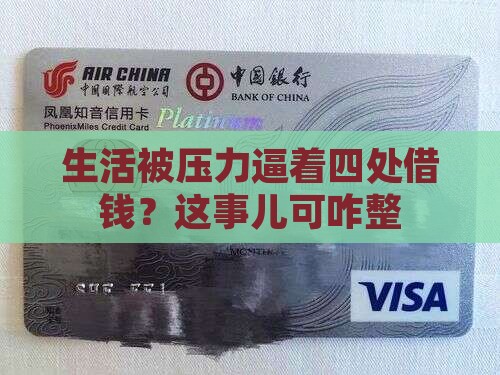 AIR CHINA
中国国际航空公司
中国银行
BANK OF CHINA
凤凰知音信用卡
PhoenixMiles Credit Card
Platinum
生活被压力逼着四处借
钱？这事儿可咋整
MONTH
VISA